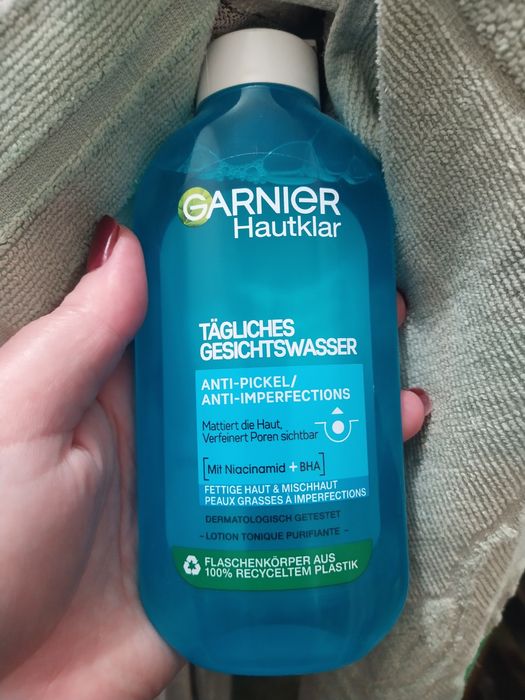 GARNIER
Hautklar
TÄGLICHES
GESICHTSWASSER
ANTI-PICKEL/
ANTI-IMPERFECTIONS
Mattiert die Haut,
Verfeinert Poren sichtbar
[Mit Niacinamid + BHA]
FETTIGE HAUT & MISCHHAUT
PEAUX GRASSES À IMPERFECTIONS
DERMATOLOGISCH GETESTET
- LOTION TONIQUE PURIFIANTE -
FLASCHENKÖRPER AUS
100% RECYCELTEM PLASTIK